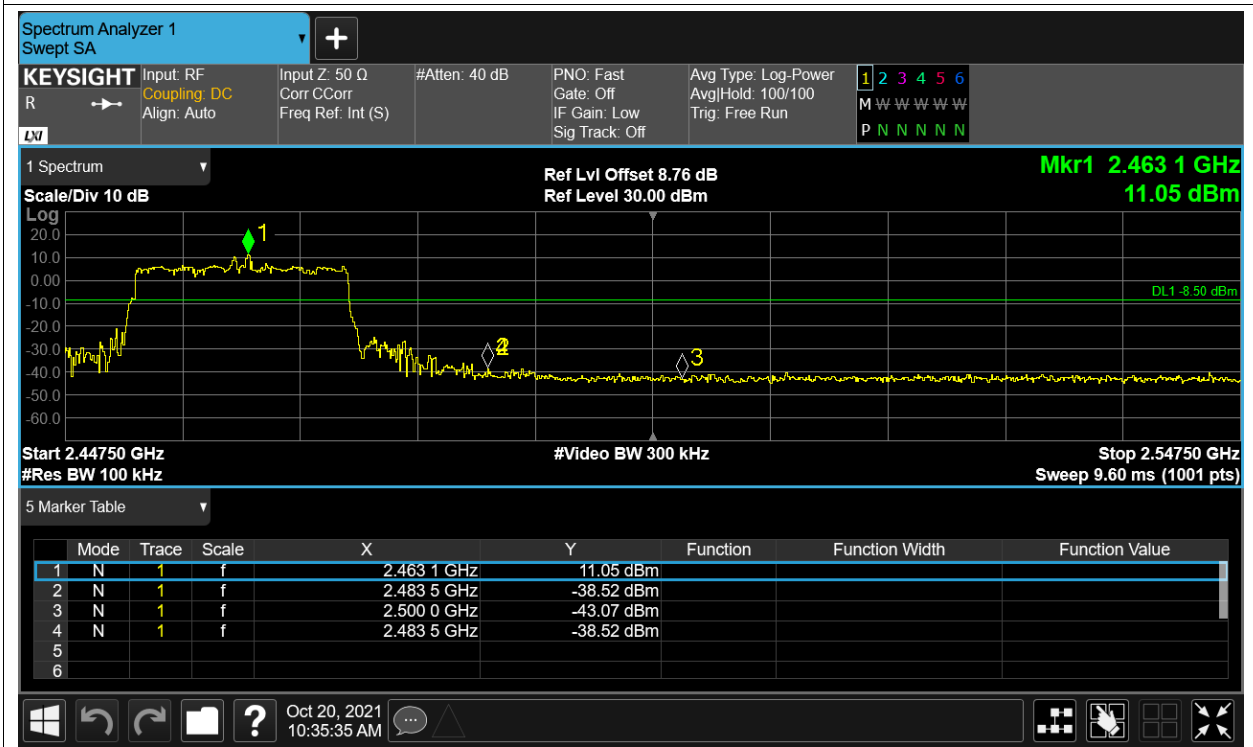 Spectrum Analyzer 1
Swept SA
KEYSIGHT Input: RF Input Z: 50 Ω #Atten: 40 dB PNO: Fast Avg Type: Log-Power 1 2 3 4 5 6
R Coupling: DC Corr CCorr Gate: Off Avg|Hold: 100/100 M W W W W W W
Align: Auto Freq Ref: Int (S) IF Gain: Low Trig: Free Run
LXI Sig Track: Off P N N N N N
1 Spectrum Ref Lvl Offset 8.76 dB Mkr1 2.463 1 GHz
Scale/Div 10 dB Ref Level 30.00 dBm 11.05 dBm
Log
20.0 1
10.0
0.00
DL1 -8.50 dBm
-10.0
-20.0
-30.0 2 3
-40.0
-50.0
-60.0
Start 2.44750 GHz #Video BW 300 kHz Stop 2.54750 GHz
#Res BW 100 kHz Sweep 9.60 ms (1001 pts)
5 Marker Table
Mode Trace Scale X Y Function Function Width Function Value
1 N 1 f 2.463 1 GHz 11.05 dBm
2 N 1 f 2.483 5 GHz -38.52 dBm
3 N 1 f 2.500 0 GHz -43.07 dBm
4 N 1 f 2.483 5 GHz -38.52 dBm
5
6
? Oct 20, 2021
10:35:35 AM